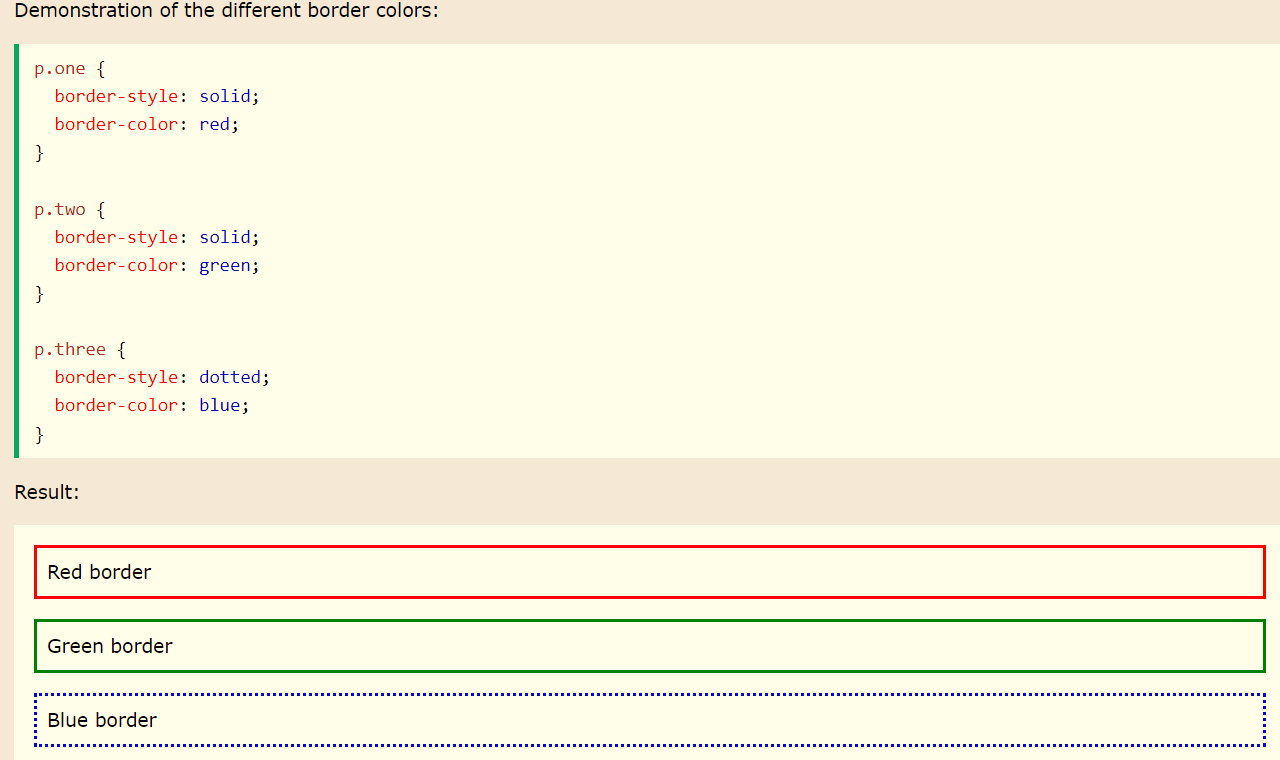 Demonstration of the different border colors:
p.one {
  border-style: solid;
  border-color: red;
}
p.two {
  border-style: solid;
  border-color: green;
}
p.three {
  border-style: dotted;
  border-color: blue;
}
Result:
Red border
Green border
Blue border